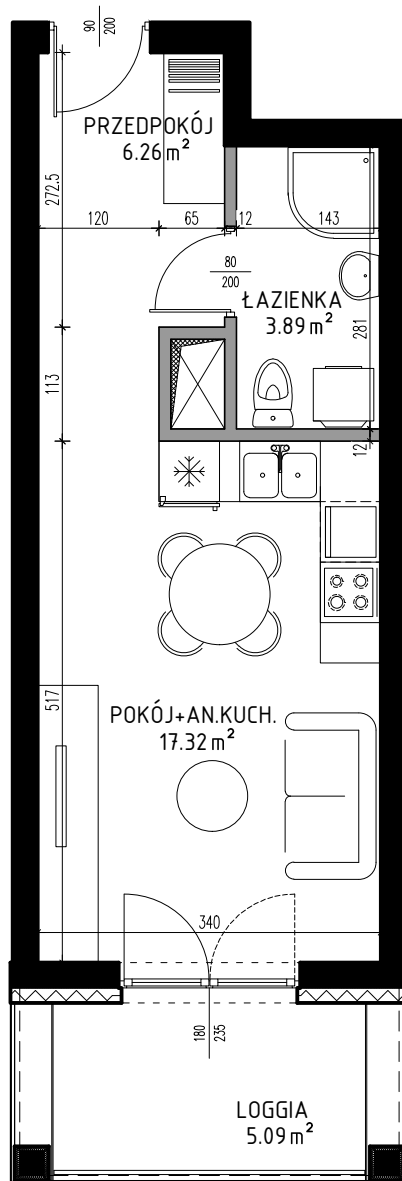 90
200
PRZEDPOKÓJ
6.26 m²
272.5
120
65
12
143
80
200
ŁAZIENKA
3.89 m²
281
113
12
517
POKÓJ+AN.KUCH.
17.32 m²
340
180
235
LOGGIA
5.09 m²